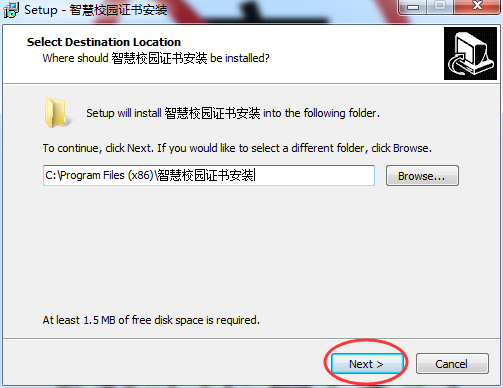 Setup - 智慧校园证书安装
Select Destination Location
Where should 智慧校园证书安装 be installed?
Setup will install 智慧校园证书安装 into the following folder.
To continue, click Next. If you would like to select a different folder, click Browse.
C:\Program Files (x86)\智慧校园证书安装
Browse...
At least 1.5 MB of free disk space is required.
Next >
Cancel